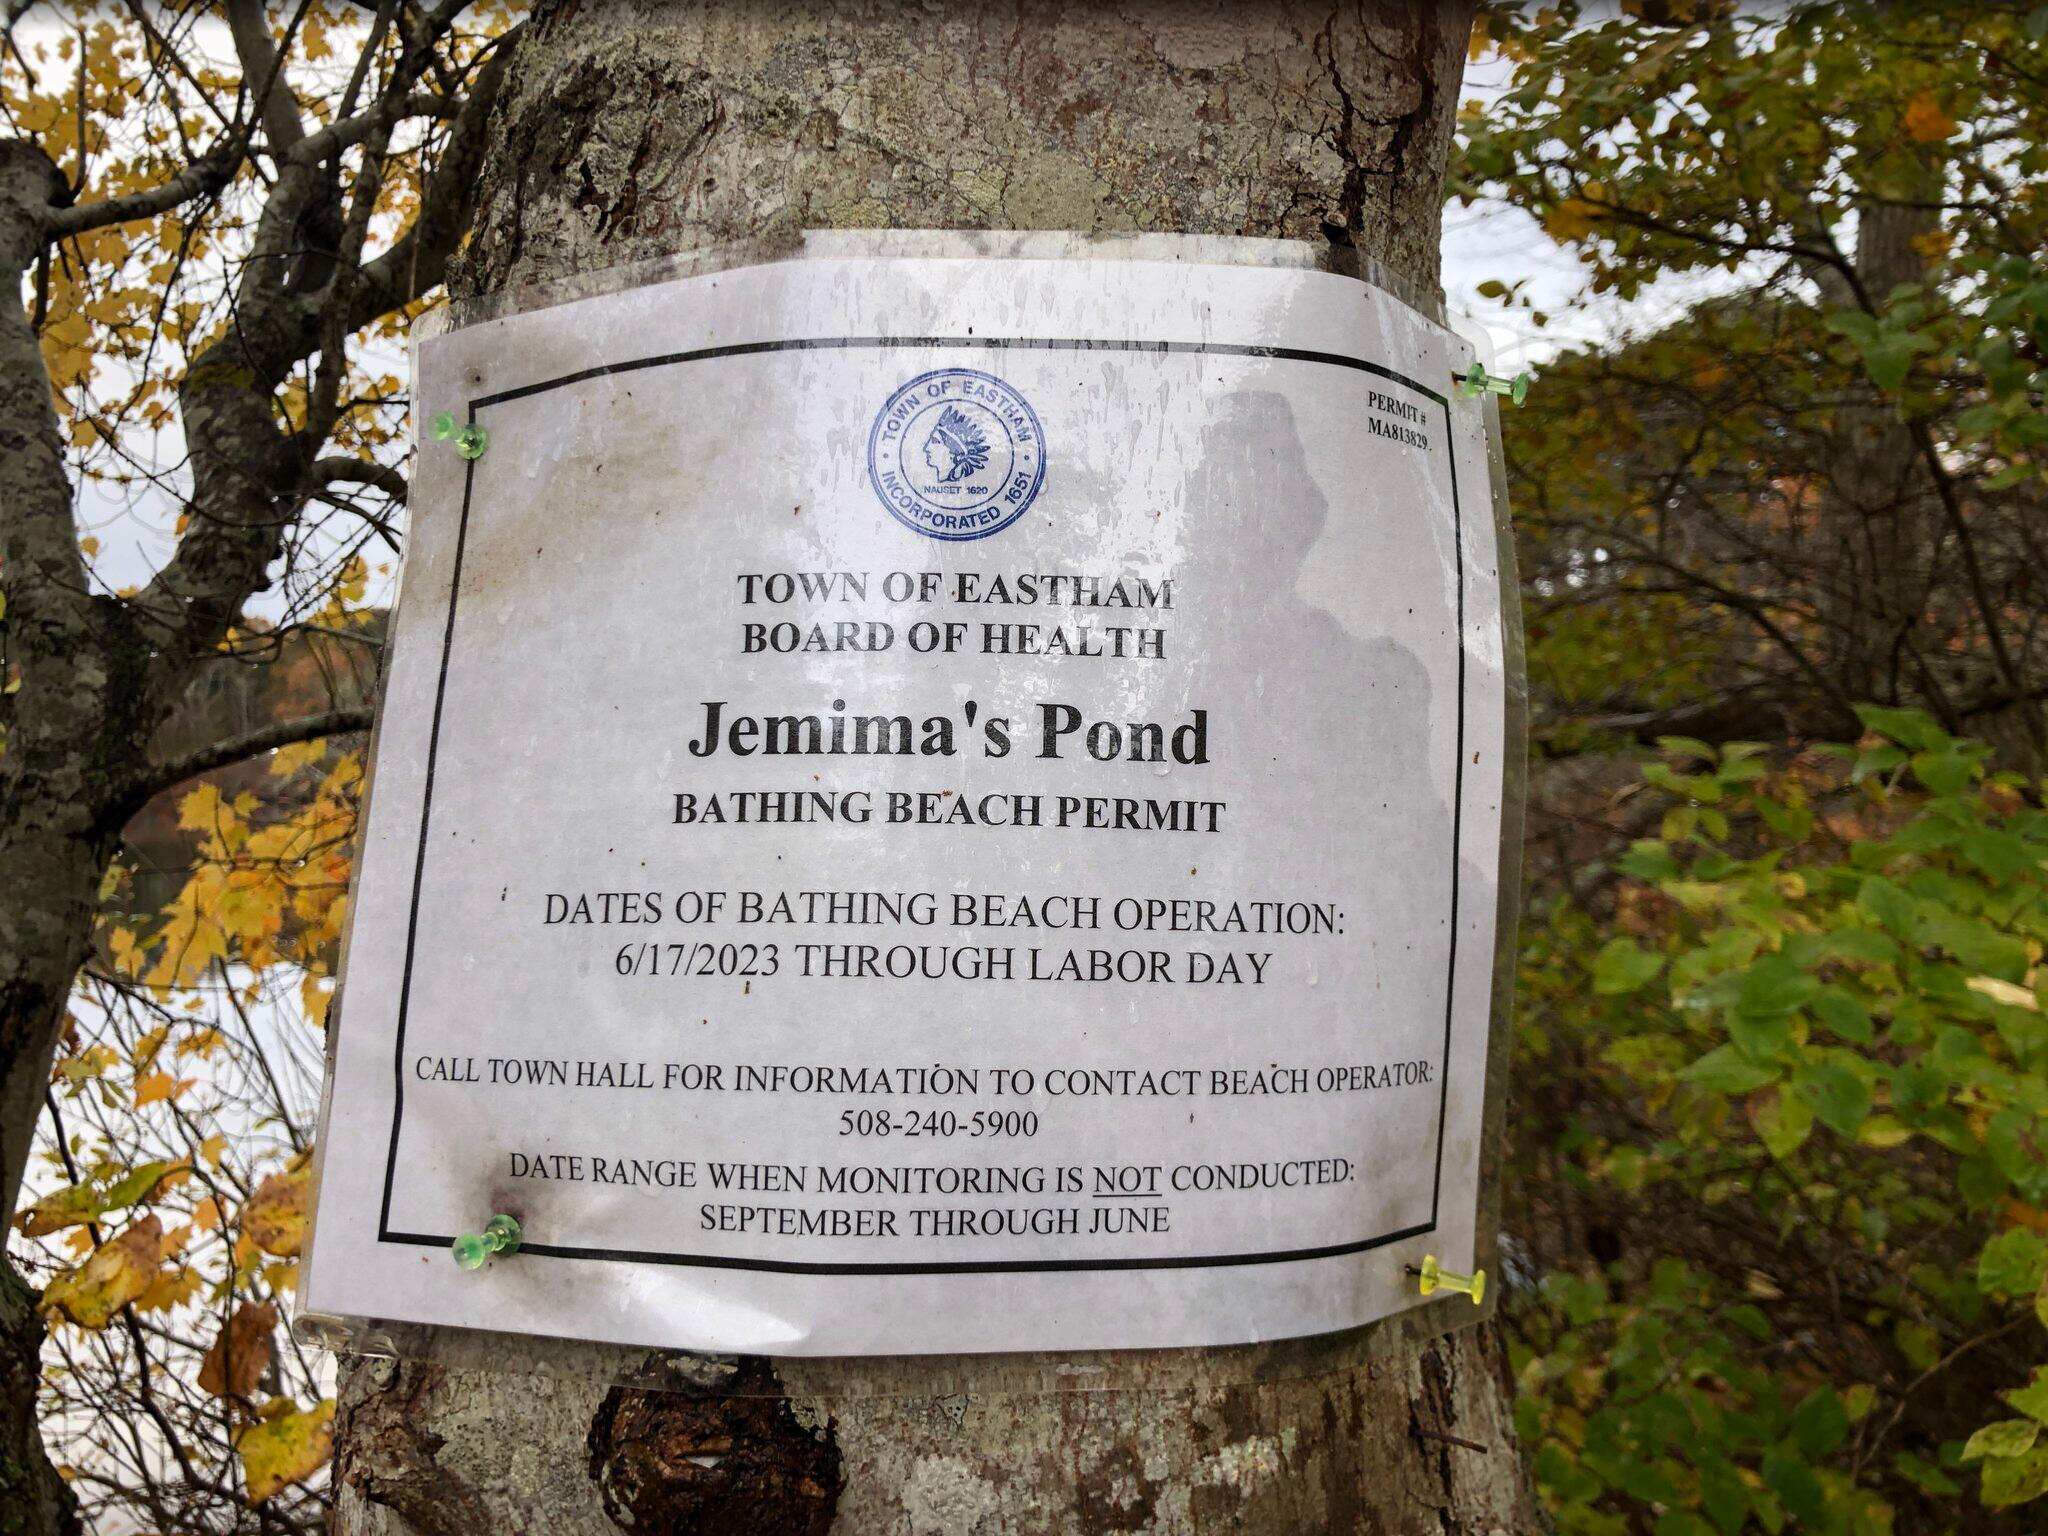 TOWN OF EASTHAM
NAUSET 1620
INCORPORATED 1651
PERMIT #
MA813829
TOWN OF EASTHAM
BOARD OF HEALTH
Jemima's Pond
BATHING BEACH PERMIT
DATES OF BATHING BEACH OPERATION:
6/17/2023 THROUGH LABOR DAY
CALL TOWN HALL FOR INFORMATION TO CONTACT BEACH OPERATOR:
508-240-5900
DATE RANGE WHEN MONITORING IS NOT CONDUCTED:
SEPTEMBER THROUGH JUNE